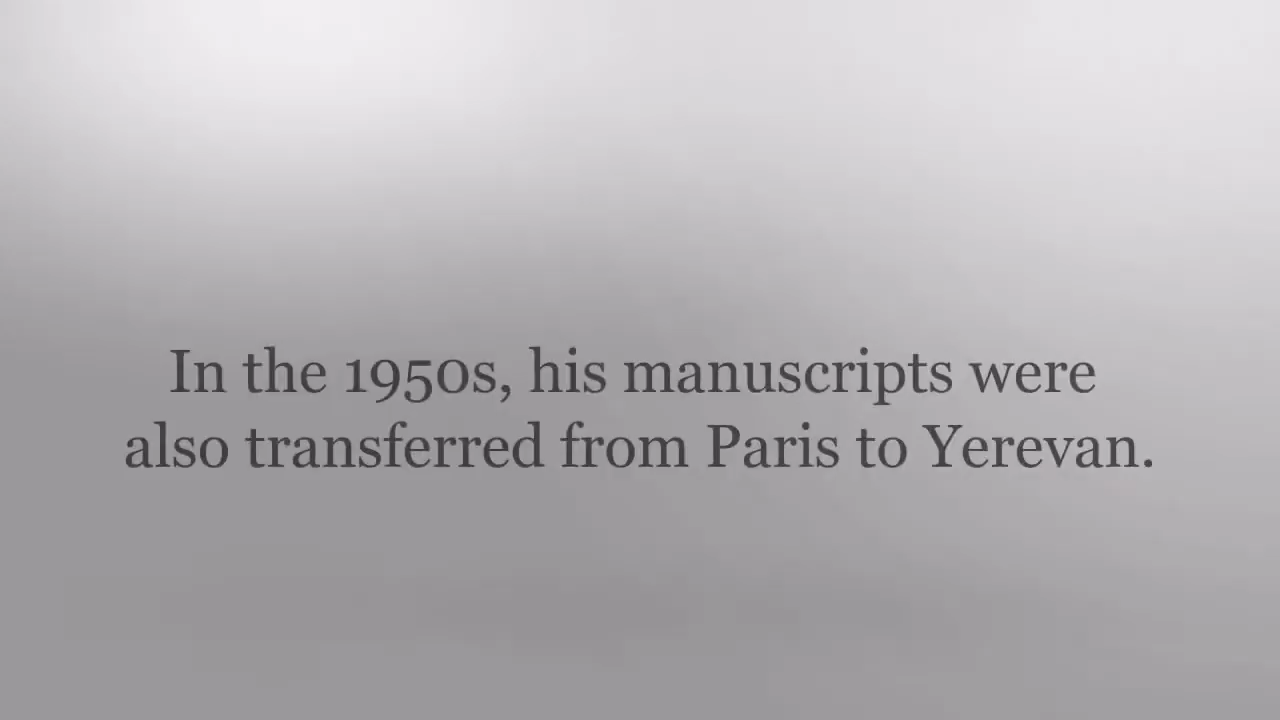 In the 1950s, his manuscripts were
also transferred from Paris to Yerevan.